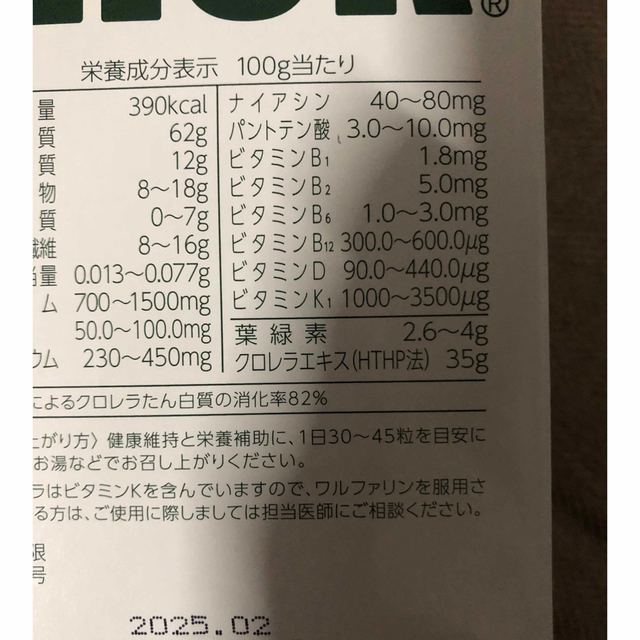 ®
栄養成分表示 100g当たり
量 390kcal ナイアシン 40〜80mg
質 62g パントテン酸 3.0〜10.0mg
質 12g ビタミンB1 1.8mg
物 8〜18g ビタミンB2 5.0mg
質 0〜7g ビタミンB6 1.0〜3.0mg
繊維 8〜16g ビタミンB12 300.0〜600.0μg
当量 0.013〜0.077g ビタミンD 90.0〜440.0μg
ム 700〜1500mg ビタミンK1 1000〜3500μg
50.0〜100.0mg 葉緑素 2.6〜4g
ウム 230〜450mg クロレラエキス(HTHP法) 35g
によるクロレラたん白質の消化率82%
上がり方〉健康維持と栄養補助に、1日30〜45粒を目安に
お湯などでお召し上がりください。
ラはビタミンKを含んでいますので、ワルファリンを服用さ
る方は、ご使用に際しましては担当医師にご相談ください。
限
号
2025.02